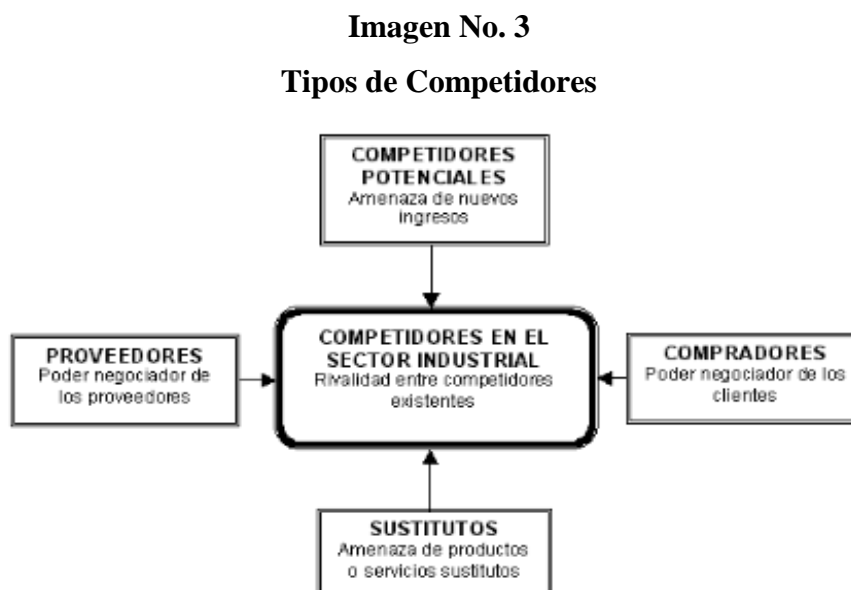 Imagen No. 3
Tipos de Competidores
COMPETIDORES
POTENCIALES
Amenaza de nuevos
ingresos
PROVEEDORES
Poder negociador de
los proveedores
COMPETIDORES EN EL
SECTOR INDUSTRIAL
Rivalidad entre competidores
existentes
COMPRADORES
Poder negociador de los
clientes
SUSTITUTOS
Amenaza de productos
o servicios sustitutos